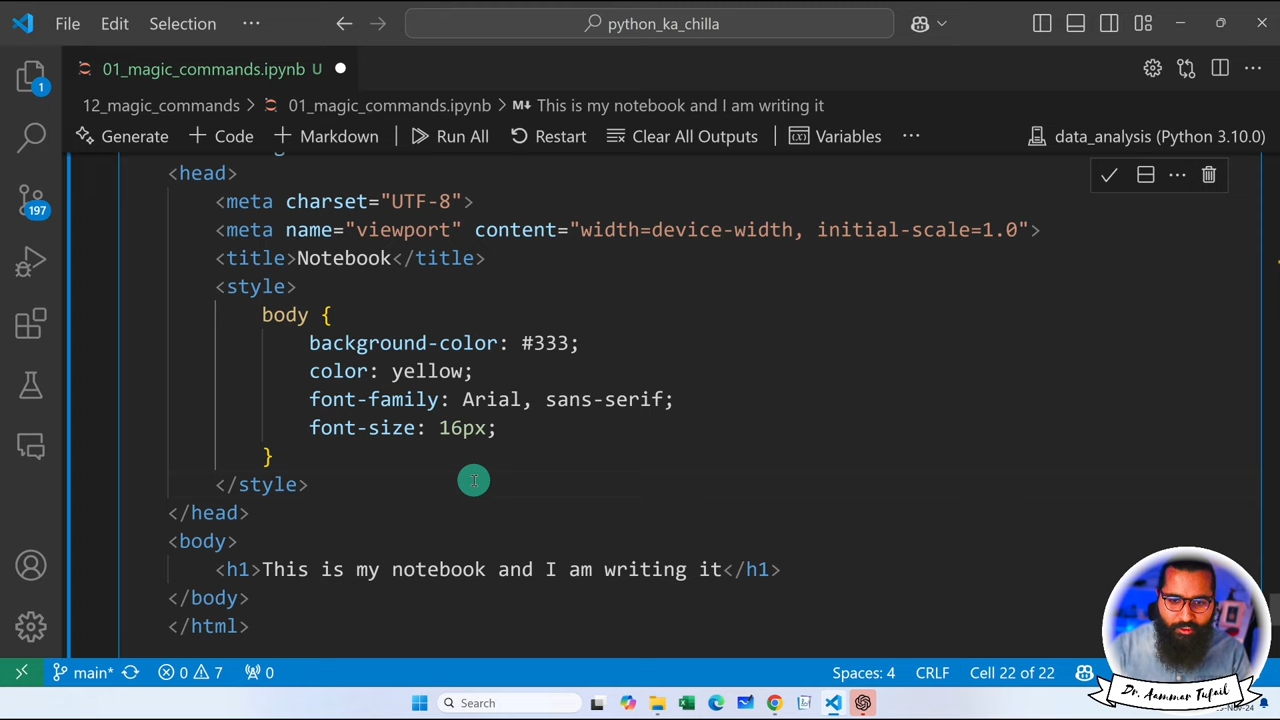 File Edit Selection ··· python_ka_chilla
01_magic_commands.ipynb U
12_magic_commands > 01_magic_commands.ipynb > M↓ This is my notebook and I am writing it
Generate + Code + Markdown Run All Restart Clear All Outputs Variables ··· data_analysis (Python 3.10.0)
<head>
<meta charset="UTF-8">
<meta name="viewport" content="width=device-width, initial-scale=1.0">
<title>Notebook</title>
<style>
body {
background-color: #333;
color: yellow;
font-family: Arial, sans-serif;
font-size: 16px;
}
</style>
</head>
<body>
<h1>This is my notebook and I am writing it</h1>
</body>
</html>
1
197
main* 0 7 0 Spaces: 4 CRLF Cell 22 of 22
Search
Dr. Aammar Tufail